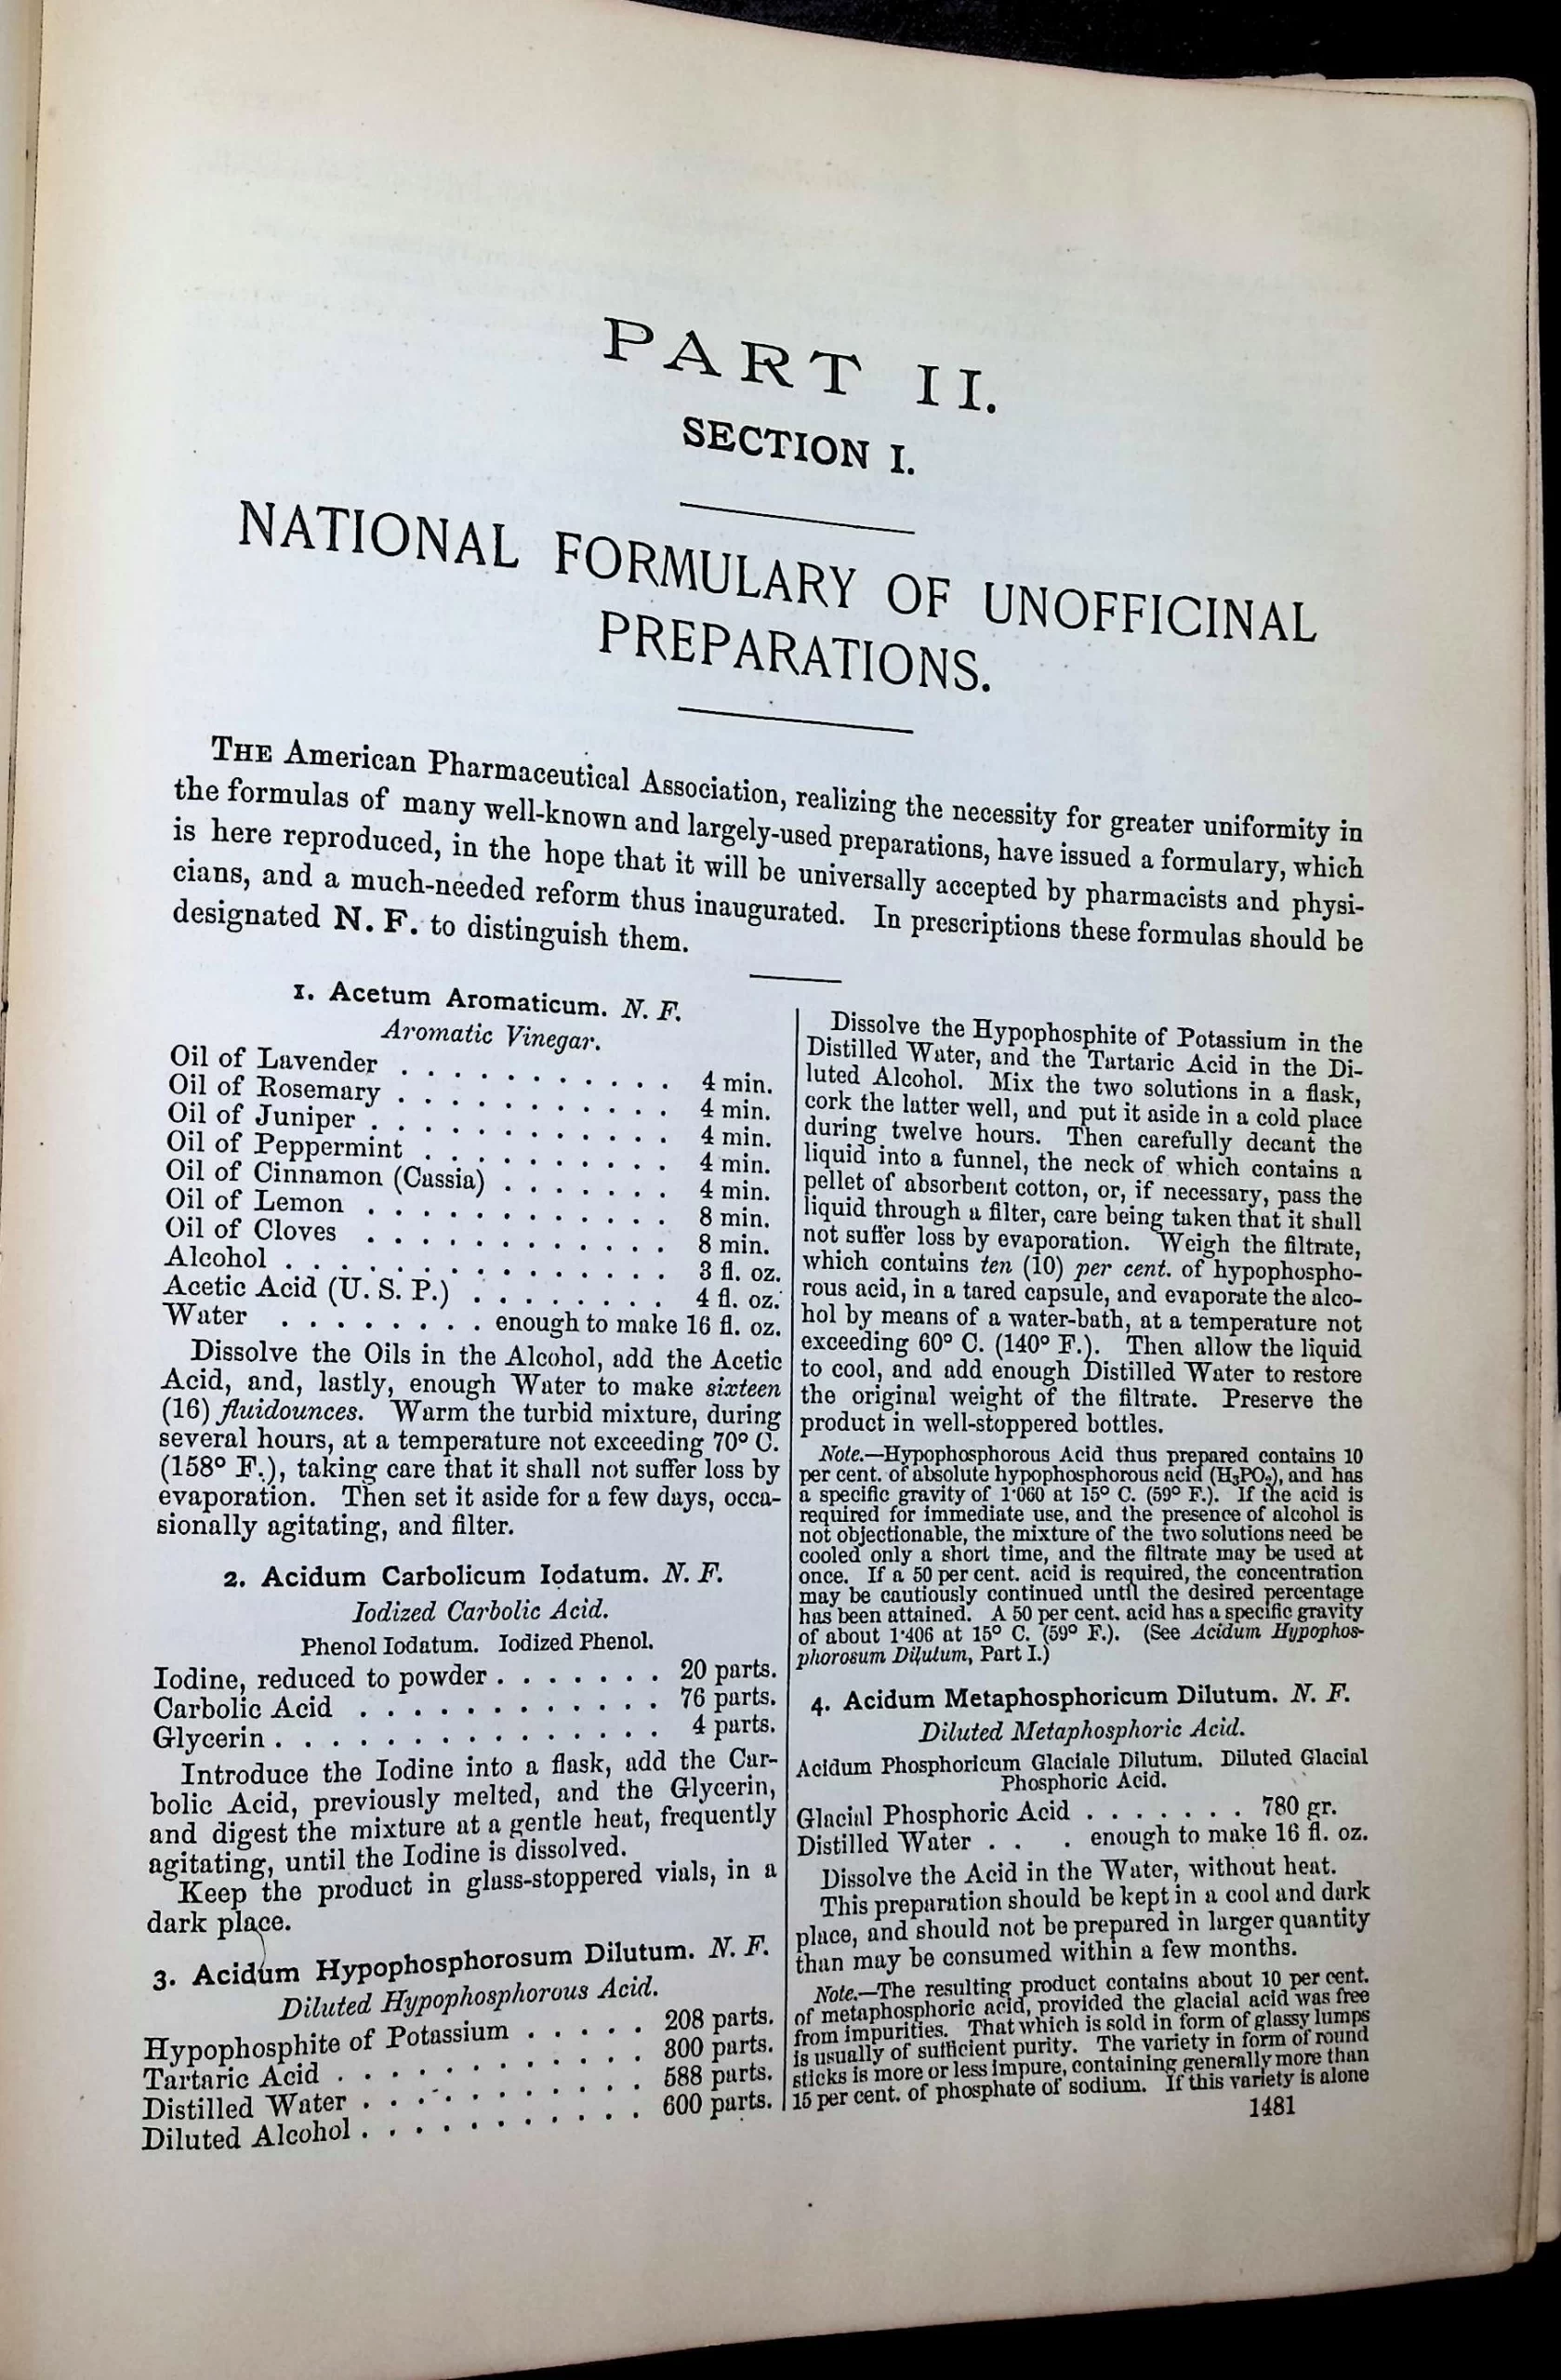 PART II.
SECTION I.
NATIONAL FORMULARY OF UNOFFICINAL
PREPARATIONS.
THE American Pharmaceutical Association, realizing the necessity for greater uniformity in
the formulas of many well-known and largely-used preparations, have issued a formulary, which
is here reproduced, in the hope that it will be universally accepted by pharmacists and physi-
cians, and a much-needed reform thus inaugurated. In prescriptions these formulas should be
designated N. F. to distinguish them.
1. Acetum Aromaticum. N. F.
Aromatic Vinegar.
Oil of Lavender . . . . . . . . . . . 4 min.
Oil of Rosemary . . . . . . . . . . . 4 min.
Oil of Juniper . . . . . . . . . . . . 4 min.
Oil of Peppermint . . . . . . . . . . 4 min.
Oil of Cinnamon (Cassia) . . . . . . . 4 min.
Oil of Lemon . . . . . . . . . . . . 8 min.
Oil of Cloves . . . . . . . . . . . . 8 min.
Alcohol . . . . . . . . . . . . . . . 3 fl. oz.
Acetic Acid (U. S. P.) . . . . . . . . 4 fl. oz.
Water . . . . . . . . enough to make 16 fl. oz.
Dissolve the Oils in the Alcohol, add the Acetic
Acid, and, lastly, enough Water to make sixteen
(16) fluidounces. Warm the turbid mixture, during
several hours, at a temperature not exceeding 70° C.
(158° F.), taking care that it shall not suffer loss by
evaporation. Then set it aside for a few days, occa-
sionally agitating, and filter.
2. Acidum Carbolicum Iodatum. N. F.
Iodized Carbolic Acid.
Phenol Iodatum. Iodized Phenol.
Iodine, reduced to powder . . . . . . . 20 parts.
Carbolic Acid . . . . . . . . . . . . 76 parts.
Glycerin . . . . . . . . . . . . . . . 4 parts.
Introduce the Iodine into a flask, add the Car-
bolic Acid, previously melted, and the Glycerin,
and digest the mixture at a gentle heat, frequently
agitating, until the Iodine is dissolved.
Keep the product in glass-stoppered vials, in a
dark place.
3. Acidum Hypophosphorosum Dilutum. N. F.
Diluted Hypophosphorous Acid.
Hypophosphite of Potassium . . . . . 208 parts.
Tartaric Acid . . . . . . . . . . . . 300 parts.
Distilled Water . . . . . . . . . . . 588 parts.
Diluted Alcohol . . . . . . . . . . . 600 parts.
Dissolve the Hypophosphite of Potassium in the
Distilled Water, and the Tartaric Acid in the Di-
luted Alcohol. Mix the two solutions in a flask,
cork the latter well, and put it aside in a cold place
during twelve hours. Then carefully decant the
liquid into a funnel, the neck of which contains a
pellet of absorbent cotton, or, if necessary, pass the
liquid through a filter, care being taken that it shall
not suffer loss by evaporation. Weigh the filtrate,
which contains ten (10) per cent. of hypophospho-
rous acid, in a tared capsule, and evaporate the alco-
hol by means of a water-bath, at a temperature not
exceeding 60° C. (140° F.). Then allow the liquid
to cool, and add enough Distilled Water to restore
the original weight of the filtrate. Preserve the
product in well-stoppered bottles.
Note.—Hypophosphorous Acid thus prepared contains 10
per cent. of absolute hypophosphorous acid (H₃PO₂), and has
a specific gravity of 1·060 at 15° C. (59° F.). If the acid is
required for immediate use, and the presence of alcohol is
not objectionable, the mixture of the two solutions need be
cooled only a short time, and the filtrate may be used at
once. If a 50 per cent. acid is required, the concentration
may be cautiously continued until the desired percentage
has been attained. A 50 per cent. acid has a specific gravity
of about 1·406 at 15° C. (59° F.). (See Acidum Hypophos-
phorosum Dilutum, Part I.)
4. Acidum Metaphosphoricum Dilutum. N. F.
Diluted Metaphosphoric Acid.
Acidum Phosphoricum Glaciale Dilutum. Diluted Glacial
Phosphoric Acid.
Glacial Phosphoric Acid . . . . . . . 780 gr.
Distilled Water . . . enough to make 16 fl. oz.
Dissolve the Acid in the Water, without heat.
This preparation should be kept in a cool and dark
place, and should not be prepared in larger quantity
than may be consumed within a few months.
Note.—The resulting product contains about 10 per cent.
of metaphosphoric acid, provided the glacial acid was free
from impurities. That which is sold in form of glassy lumps
is usually of sufficient purity. The variety in form of round
sticks is more or less impure, containing generally more than
15 per cent. of phosphate of sodium. If this variety is alone
1481